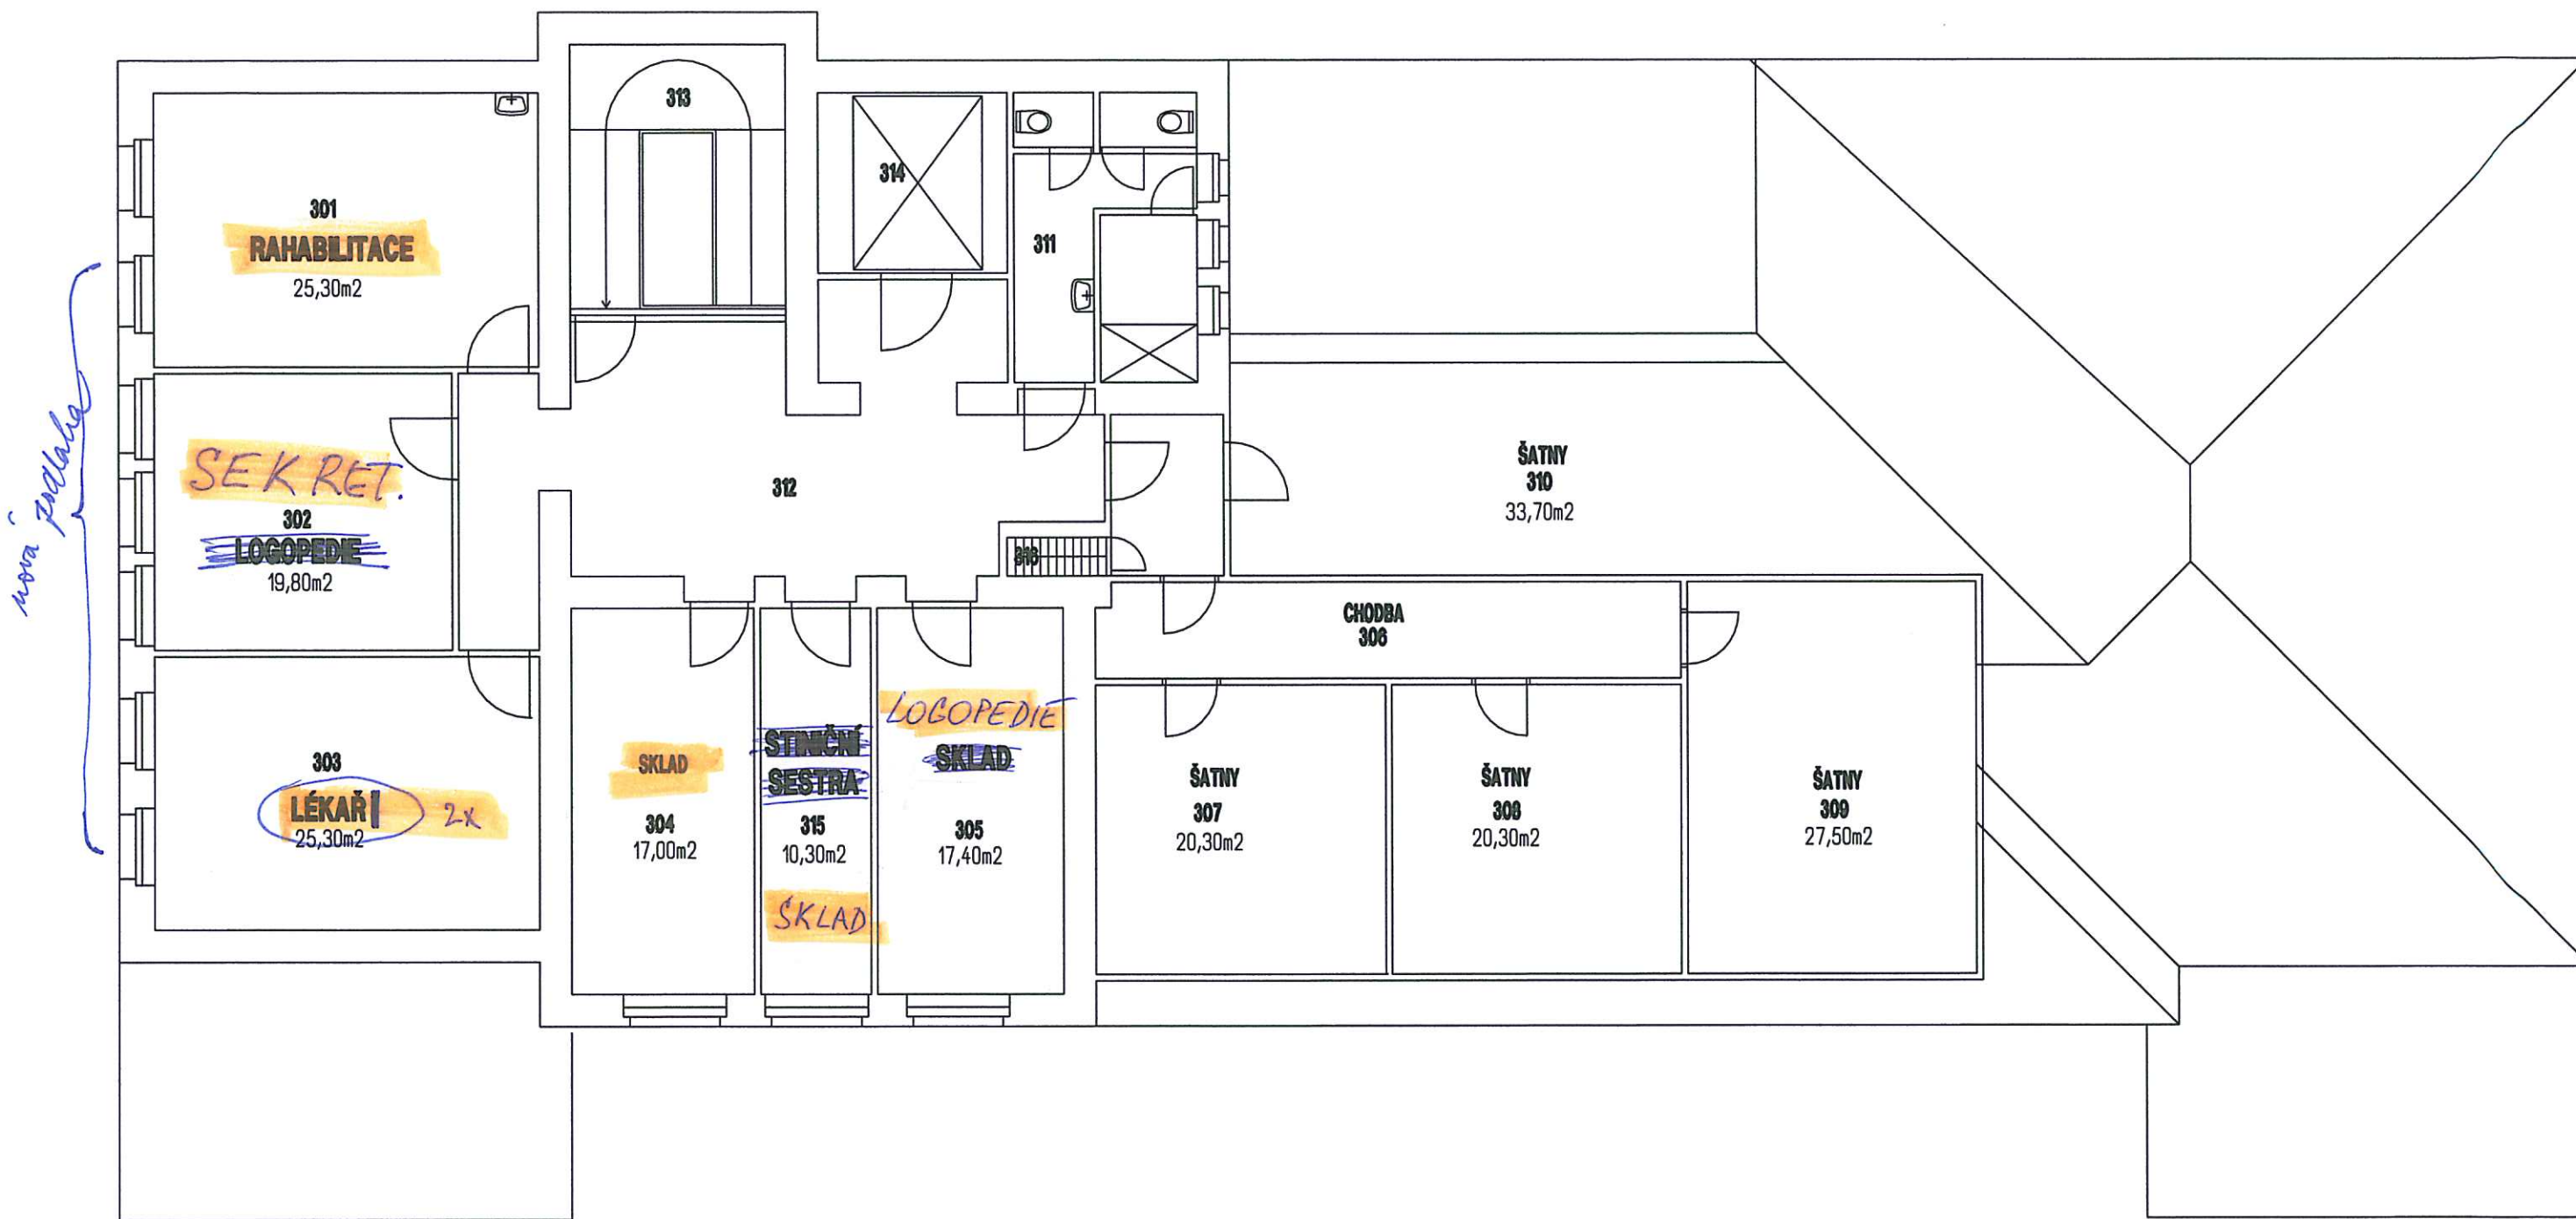 313
314
311
301
RAHABILITACE
25,30m2
nová podlaha
SEKRET.
302
LOGOPEDIE
19,80m2
312
316
ŠATNY
310
33,70m2
CHODBA
306
303
LÉKAŘI 2x
25,30m2
SKLAD
304
17,00m2
STINIČNÍ
SESTRA
315
10,30m2
SKLAD
LOGOPEDIE
SKLAD
305
17,40m2
ŠATNY
307
20,30m2
ŠATNY
308
20,30m2
ŠATNY
309
27,50m2